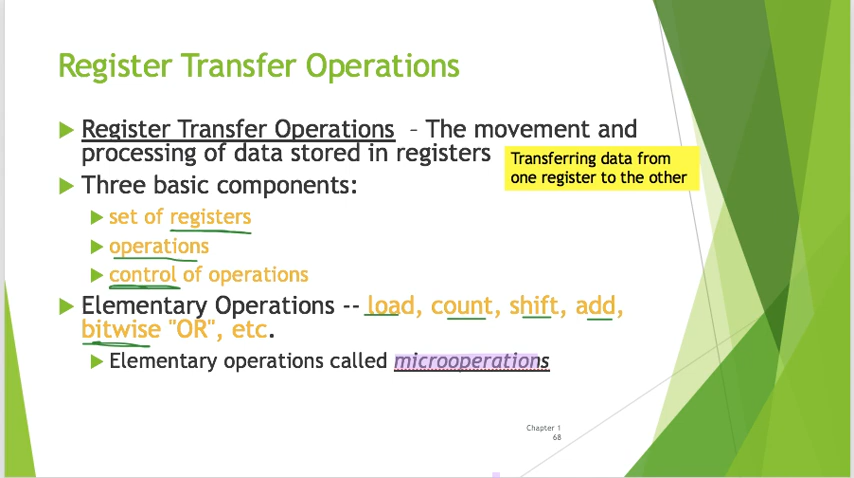 Register Transfer Operations
Register Transfer Operations – The movement and
processing of data stored in registers
Transferring data from
one register to the other
Three basic components:
set of registers
operations
control of operations
Elementary Operations -- load, count, shift, add,
bitwise "OR", etc.
Elementary operations called microoperations
Chapter 1
68